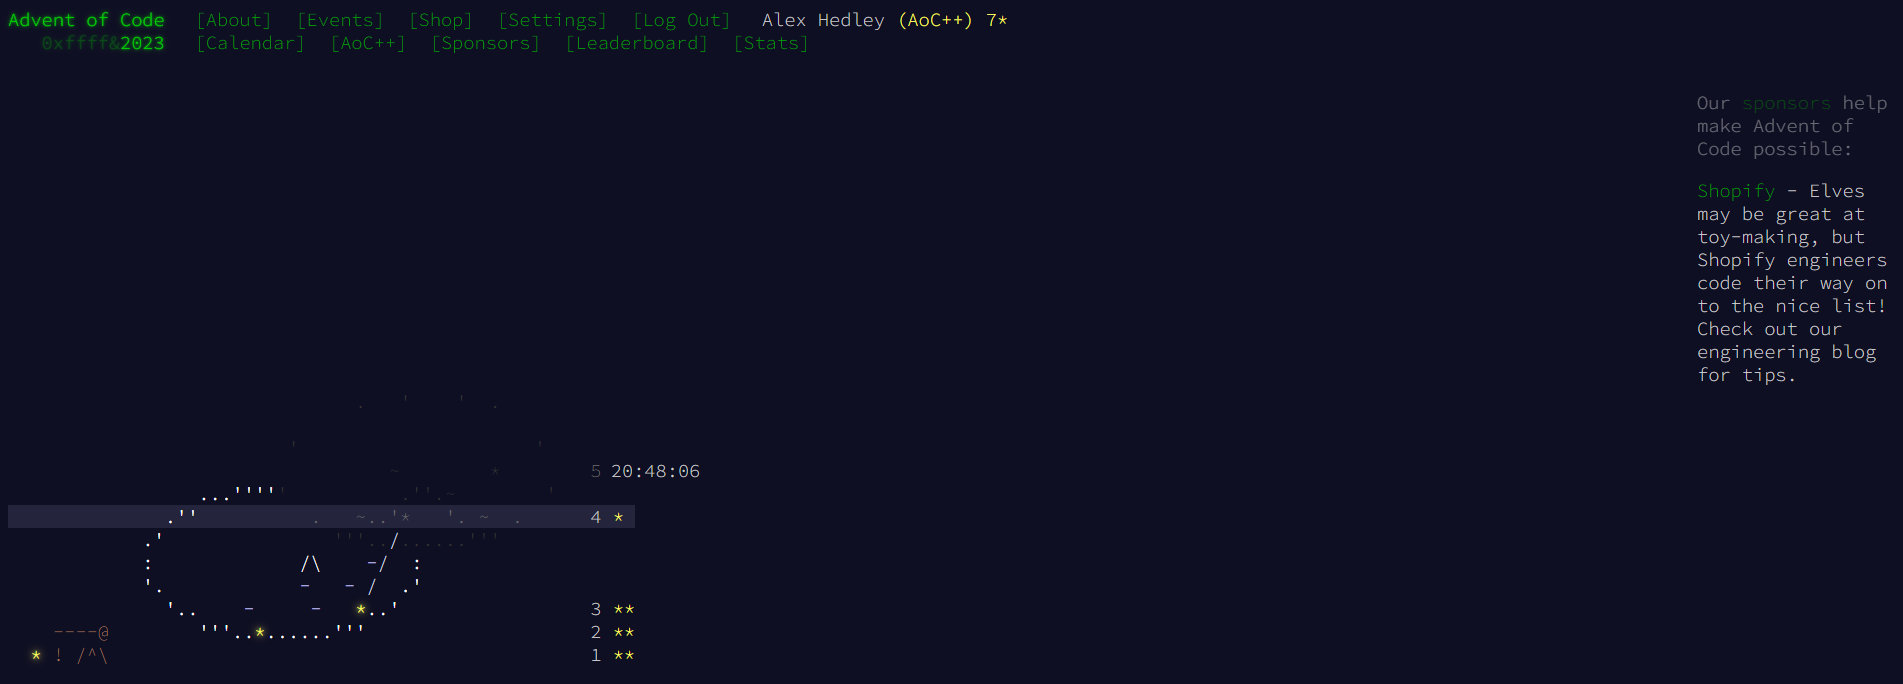 Advent of Code [About] [Events] [Shop] [Settings] [Log Out] Alex Hedley (AoC++) 7*
0xffff&2023 [Calendar] [AoC++] [Sponsors] [Leaderboard] [Stats]
Our sponsors help
make Advent of
Code possible:
Shopify - Elves
may be great at
toy-making, but
Shopify engineers
code their way on
to the nice list!
Check out our
engineering blog
for tips.
5 20:48:06
4 *
3 **
2 **
1 **